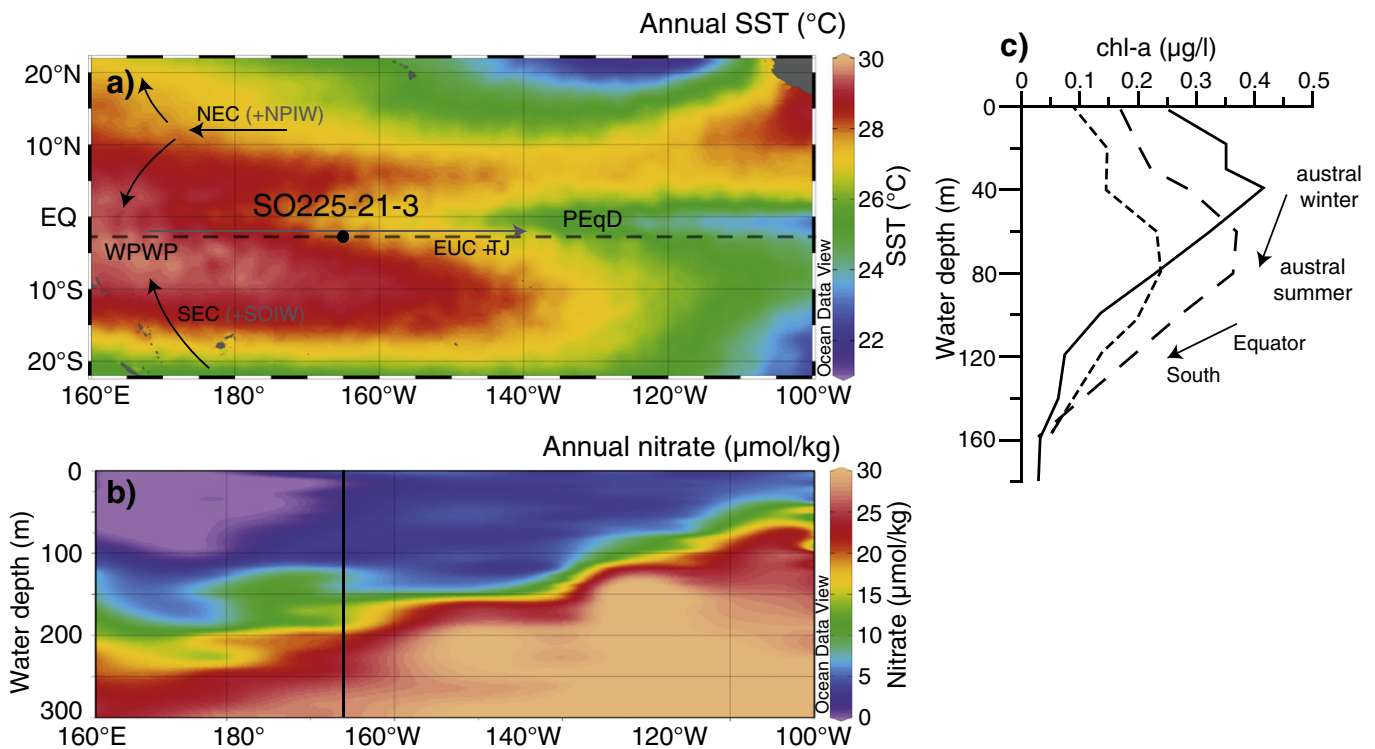 Annual SST (°C)
a)
20°N
10°N
EQ
10°S
20°S
NEC (+NPIW)
SO225-21-3
PEqD
WPWP
EUC +TJ
SEC (+SOIW)
Ocean Data View
30
28
26
24
22
SST (°C)
160°E 180° 160°W 140°W 120°W 100°W
Annual nitrate (µmol/kg)
b)
0
100
200
300
Water depth (m)
Ocean Data View
30
25
20
15
10
5
0
Nitrate (µmol/kg)
160°E 180° 160°W 140°W 120°W 100°W
c)
chl-a (µg/l)
0 0.1 0.2 0.3 0.4 0.5
0
40
80
120
160
Water depth (m)
austral
winter
austral
summer
Equator
South